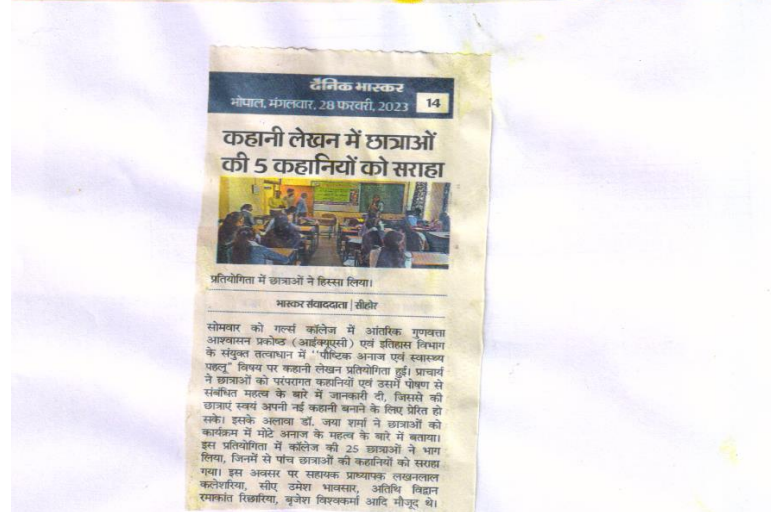 दैनिक भास्कर
भोपाल, मंगलवार, 28 फरवरी, 2023 14
कहानी लेखन में छात्राओं
की 5 कहानियों को सराहा
प्रतियोगिता में छात्राओं ने हिस्सा लिया।
भास्कर संवाददाता | सीहोर
सोमवार को गर्ल्स कॉलेज में आंतरिक गुणवत्ता
आश्वासन प्रकोष्ठ (आईक्यूएसी) एवं इतिहास विभाग
के संयुक्त तत्वाधान में ''पौष्टिक अनाज एवं स्वास्थ्य
पहलू" विषय पर कहानी लेखन प्रतियोगिता हुई। प्राचार्य
ने छात्राओं को परंपरागत कहानियों एवं उसमें पोषण से
संबंधित महत्व के बारे में जानकारी दी, जिससे की
छात्राएं स्वयं अपनी नई कहानी बनाने के लिए प्रेरित हो
सके। इसके अलावा डॉ. जया शर्मा ने छात्राओं को
कार्यक्रम में मोटे अनाज के महत्व के बारे में बताया।
इस प्रतियोगिता में कॉलेज की 25 छात्राओं ने भाग
लिया, जिनमें से पांच छात्राओं की कहानियों को सराहा
गया। इस अवसर पर सहायक प्राध्यापक लखनलाल
कलेशरिया, सीए उमेश भावसार, अतिथि विद्वान
रमाकांत रिछारिया, बृजेश विश्वकर्मा आदि मौजूद थे।